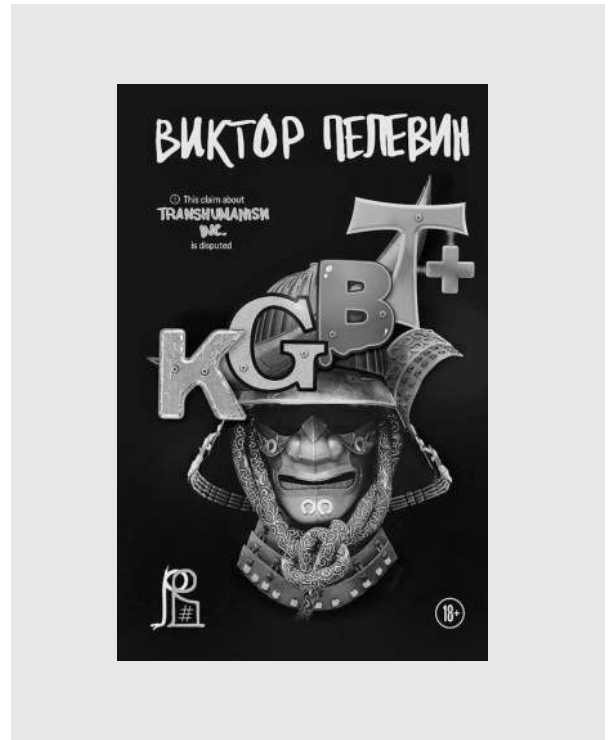 ВИКТОР ПЕЛЕВИН
This claim about
TRANSHUMANISM
INC.
is disputed
KGBT+
#
18+